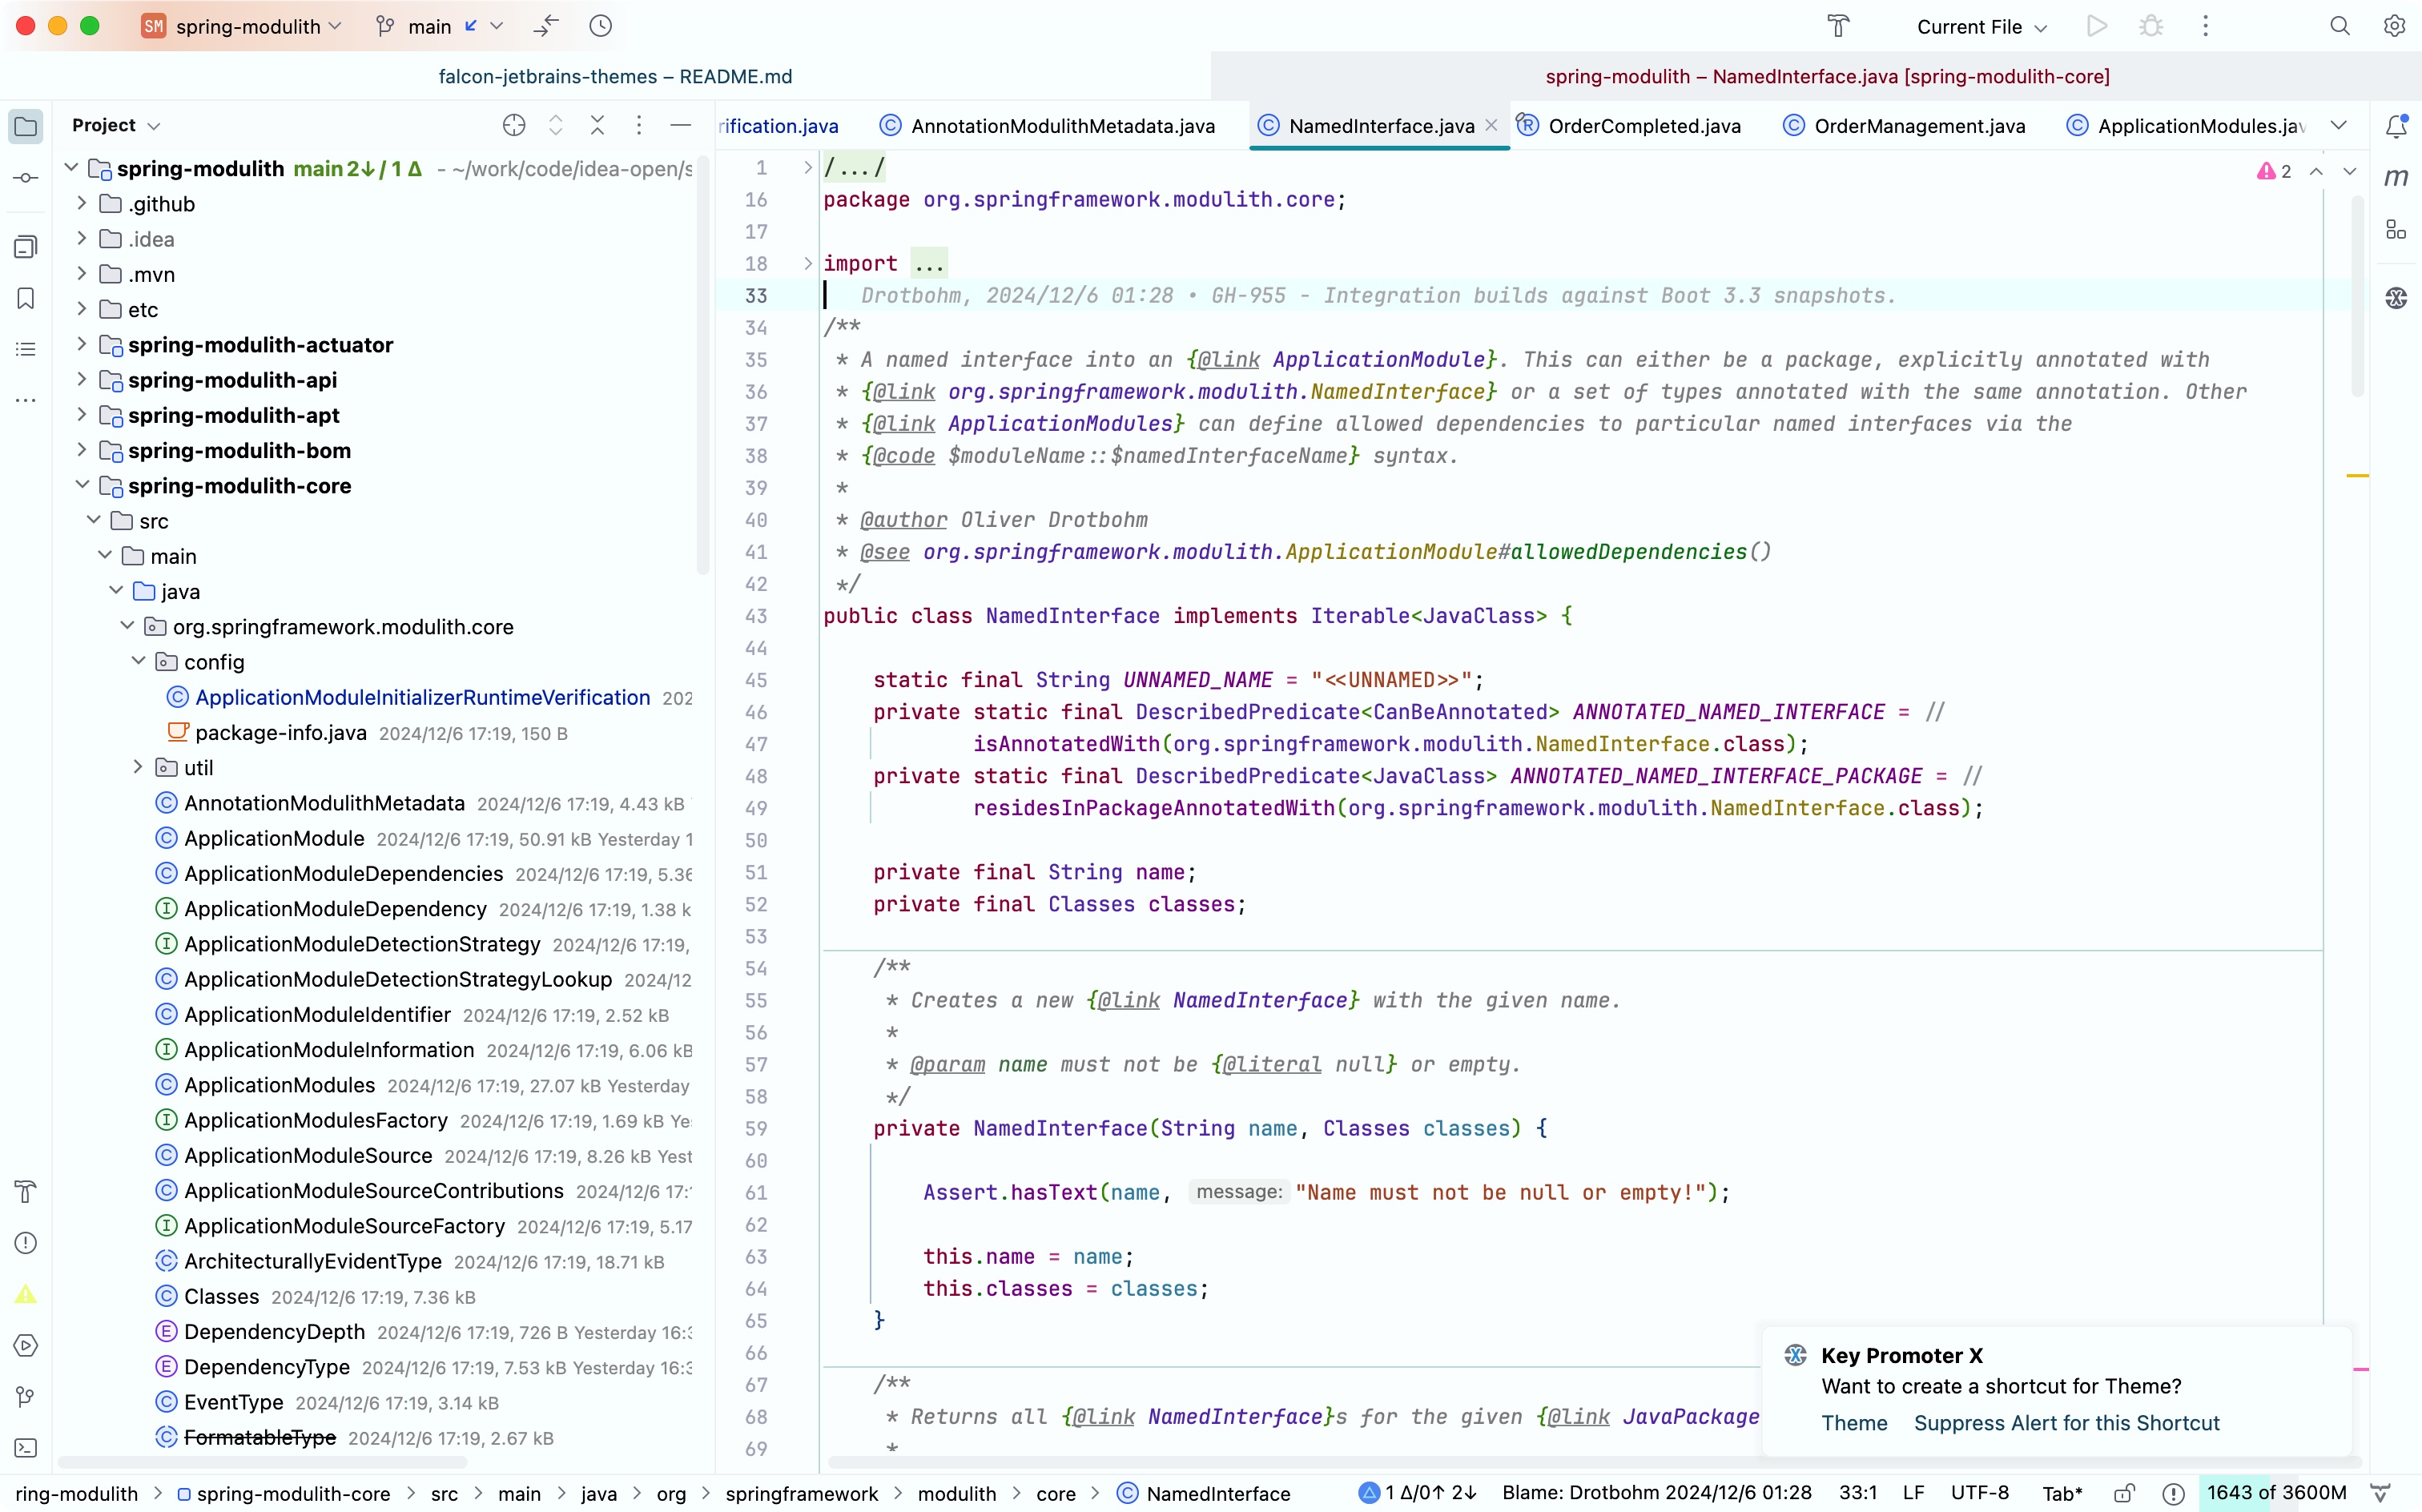 SM spring-modulith main Current File
falcon-jetbrains-themes – README.md
spring-modulith – NamedInterface.java [spring-modulith-core]
Project
spring-modulith main 2↓ / 1 Δ - ~/work/code/idea-open/s
.github
.idea
.mvn
etc
spring-modulith-actuator
spring-modulith-api
spring-modulith-apt
spring-modulith-bom
spring-modulith-core
src
main
java
org.springframework.modulith.core
config
ApplicationModuleInitializerRuntimeVerification 202
package-info.java 2024/12/6 17:19, 150 B
util
AnnotationModulithMetadata 2024/12/6 17:19, 4.43 kB
ApplicationModule 2024/12/6 17:19, 50.91 kB Yesterday 1
ApplicationModuleDependencies 2024/12/6 17:19, 5.36
ApplicationModuleDependency 2024/12/6 17:19, 1.38 k
ApplicationModuleDetectionStrategy 2024/12/6 17:19,
ApplicationModuleDetectionStrategyLookup 2024/12
ApplicationModuleIdentifier 2024/12/6 17:19, 2.52 kB
ApplicationModuleInformation 2024/12/6 17:19, 6.06 kB
ApplicationModules 2024/12/6 17:19, 27.07 kB Yesterday
ApplicationModulesFactory 2024/12/6 17:19, 1.69 kB Ye
ApplicationModuleSource 2024/12/6 17:19, 8.26 kB Yest
ApplicationModuleSourceContributions 2024/12/6 17:
ApplicationModuleSourceFactory 2024/12/6 17:19, 5.17
ArchitecturallyEvidentType 2024/12/6 17:19, 18.71 kB
Classes 2024/12/6 17:19, 7.36 kB
DependencyDepth 2024/12/6 17:19, 726 B Yesterday 16:3
DependencyType 2024/12/6 17:19, 7.53 kB Yesterday 16:3
EventType 2024/12/6 17:19, 3.14 kB
FormatableType 2024/12/6 17:19, 2.67 kB
rification.java AnnotationModulithMetadata.java NamedInterface.java OrderCompleted.java OrderManagement.java ApplicationModules.jav
2
1 /.../
16 package org.springframework.modulith.core;
17
18 import ...
33 Drotbohm, 2024/12/6 01:28 • GH-955 - Integration builds against Boot 3.3 snapshots.
34 /**
35 * A named interface into an {@link ApplicationModule}. This can either be a package, explicitly annotated with
36 * {@link org.springframework.modulith.NamedInterface} or a set of types annotated with the same annotation. Other
37 * {@link ApplicationModules} can define allowed dependencies to particular named interfaces via the
38 * {@code $moduleName::$namedInterfaceName} syntax.
39 *
40 * @author Oliver Drotbohm
41 * @see org.springframework.modulith.ApplicationModule#allowedDependencies()
42 */
43 public class NamedInterface implements Iterable<JavaClass> {
44
45 static final String UNNAMED_NAME = "<<UNNAMED>>";
46 private static final DescribedPredicate<CanBeAnnotated> ANNOTATED_NAMED_INTERFACE = //
47 isAnnotatedWith(org.springframework.modulith.NamedInterface.class);
48 private static final DescribedPredicate<JavaClass> ANNOTATED_NAMED_INTERFACE_PACKAGE = //
49 residesInPackageAnnotatedWith(org.springframework.modulith.NamedInterface.class);
50
51 private final String name;
52 private final Classes classes;
53
54 /**
55 * Creates a new {@link NamedInterface} with the given name.
56 *
57 * @param name must not be {@literal null} or empty.
58 */
59 private NamedInterface(String name, Classes classes) {
60
61 Assert.hasText(name, message: "Name must not be null or empty!");
62
63 this.name = name;
64 this.classes = classes;
65 }
66
67 /**
68 * Returns all {@link NamedInterface}s for the given {@link JavaPackage
69 *
Key Promoter X
Want to create a shortcut for Theme?
Theme Suppress Alert for this Shortcut
ring-modulith > spring-modulith-core > src > main > java > org > springframework > modulith > core > NamedInterface
1 Δ/0↑ 2↓ Blame: Drotbohm 2024/12/6 01:28 33:1 LF UTF-8 Tab* 1643 of 3600M